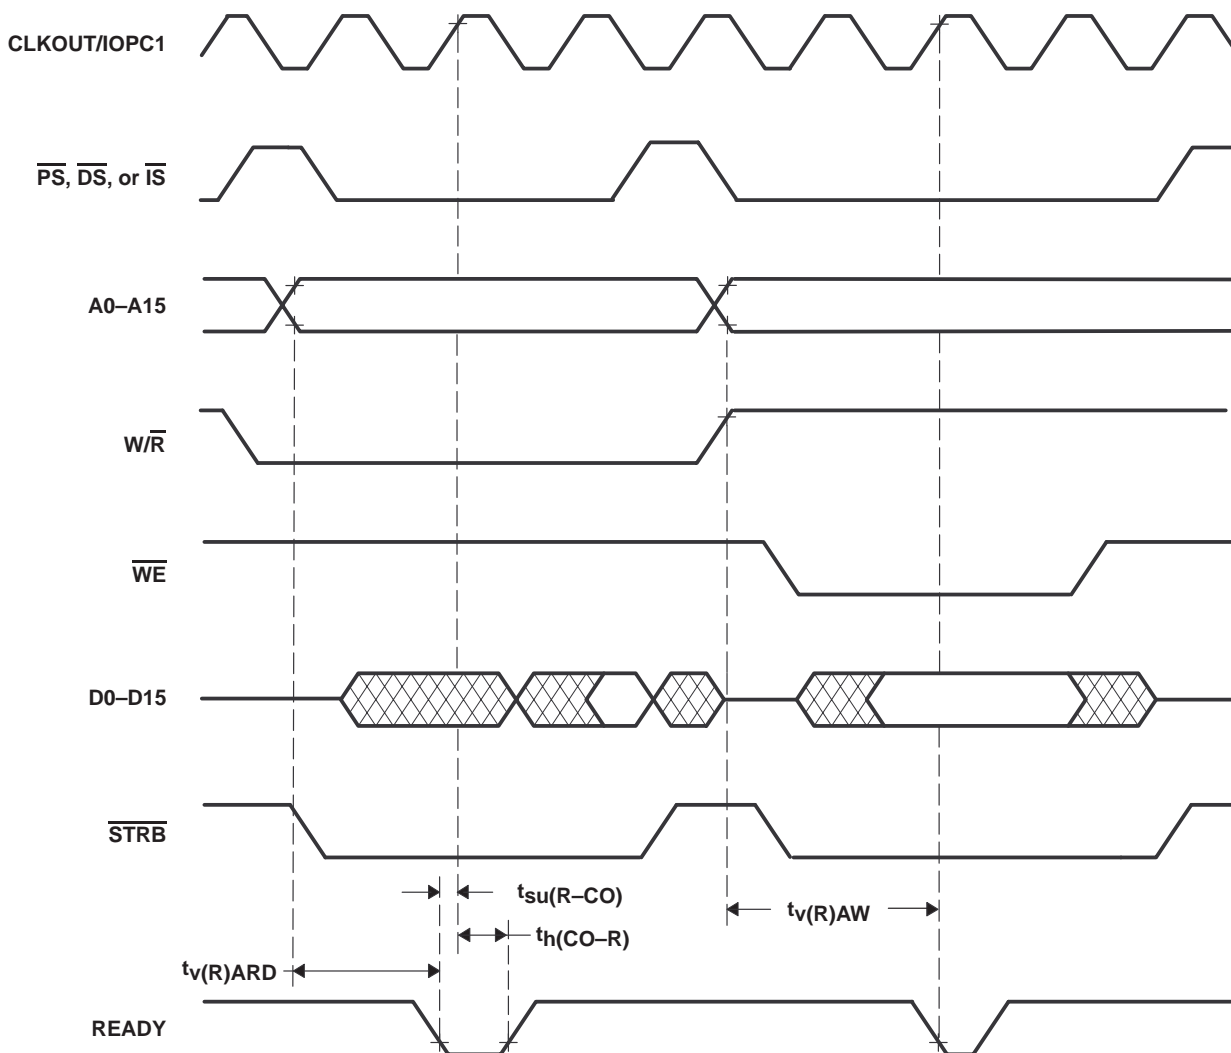 CLKOUT/IOPC1
PS, DS, or IS
A0–A15
W/R
WE
D0–D15
STRB
tsu(R–CO)
tv(R)AW
th(CO–R)
tv(R)ARD
READY